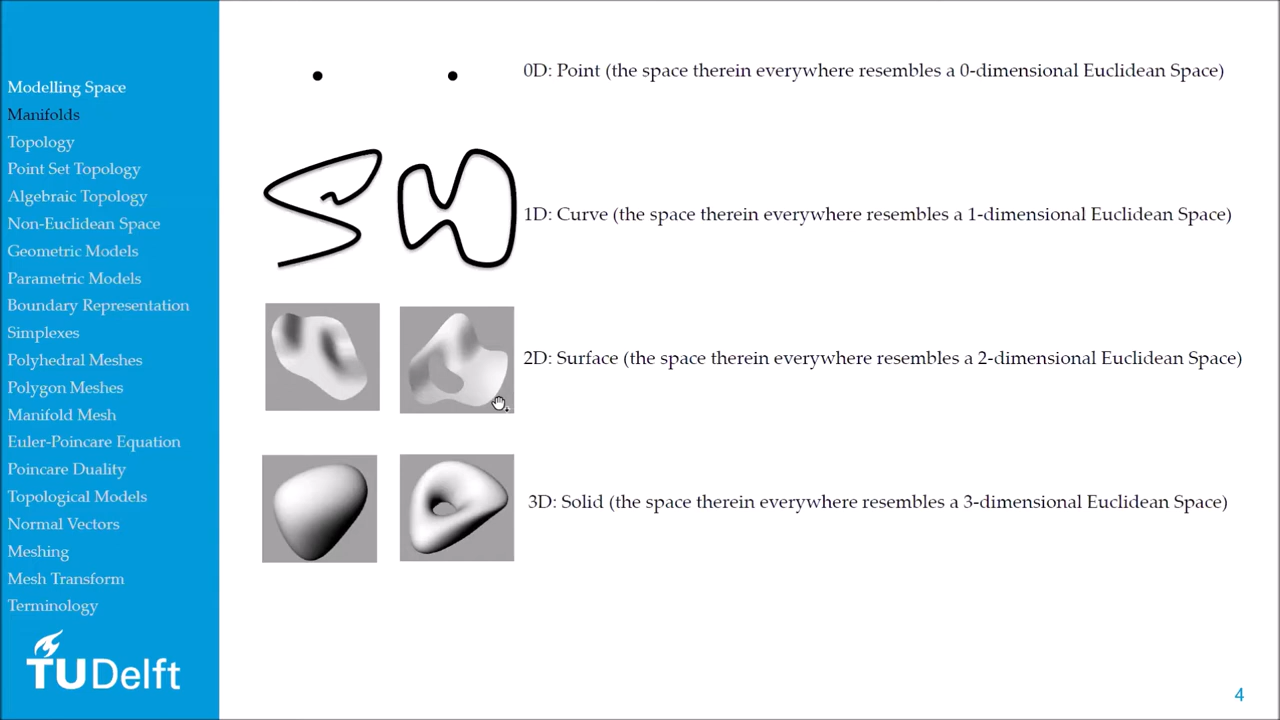 Modelling Space
Manifolds
Topology
Point Set Topology
Algebraic Topology
Non-Euclidean Space
Geometric Models
Parametric Models
Boundary Representation
Simplexes
Polyhedral Meshes
Polygon Meshes
Manifold Mesh
Euler-Poincare Equation
Poincare Duality
Topological Models
Normal Vectors
Meshing
Mesh Transform
Terminology
TUDelft
0D: Point (the space therein everywhere resembles a 0-dimensional Euclidean Space)
1D: Curve (the space therein everywhere resembles a 1-dimensional Euclidean Space)
2D: Surface (the space therein everywhere resembles a 2-dimensional Euclidean Space)
3D: Solid (the space therein everywhere resembles a 3-dimensional Euclidean Space)
4